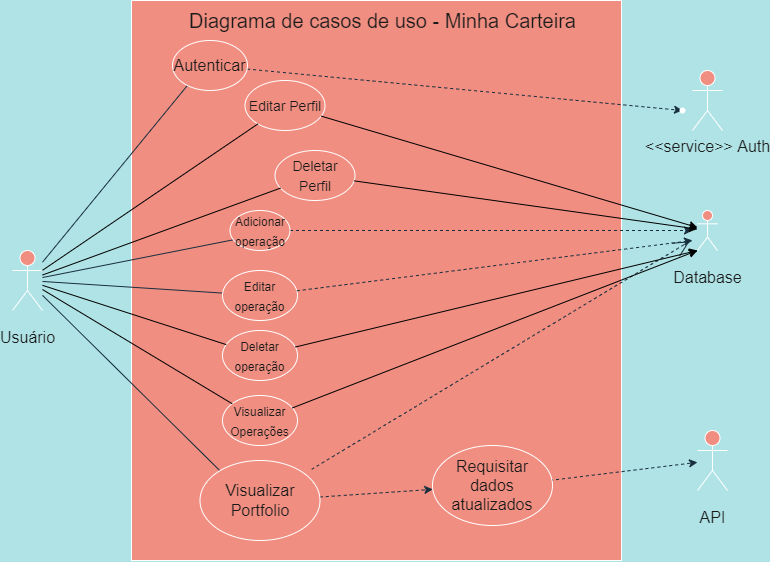 Diagrama de casos de uso - Minha Carteira
Autenticar
Editar Perfil
<<service>> Auth
Deletar
Perfil
Adicionar
operação
Database
Editar
operação
Usuário
Deletar
operação
Visualizar
Operações
Visualizar
Portfolio
Requisitar
dados
atualizados
API